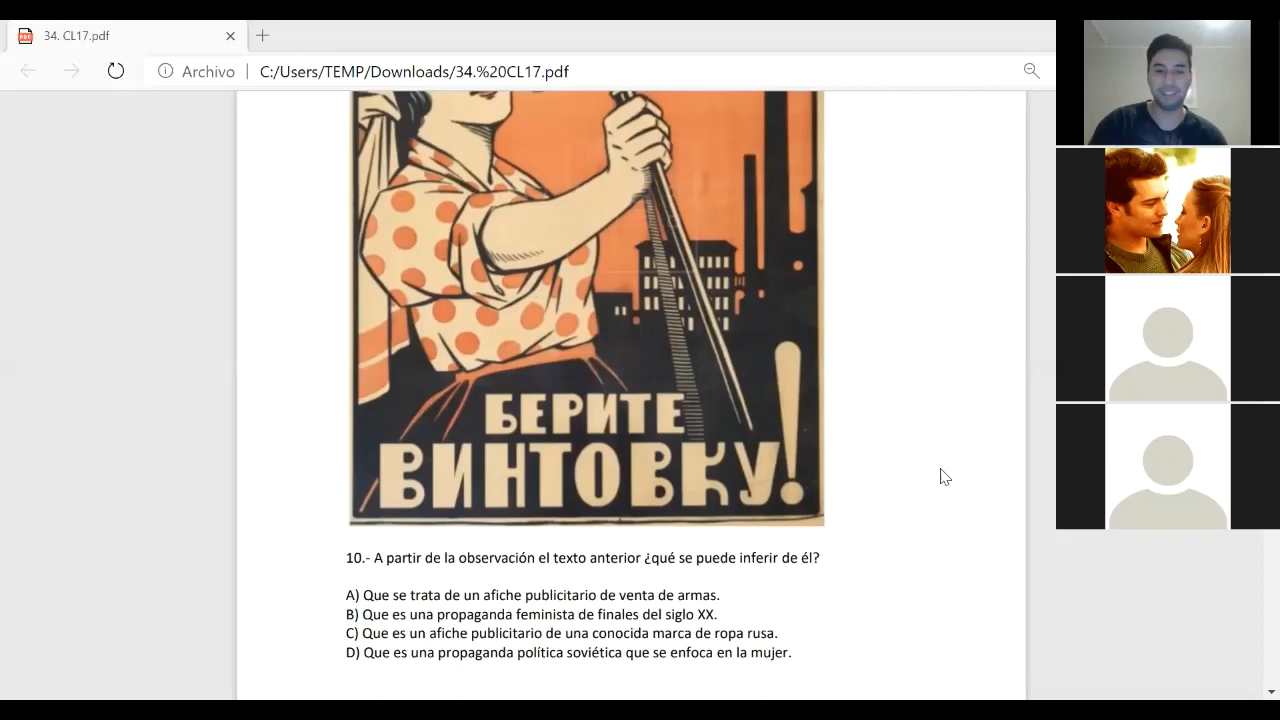 34. CL17.pdf
Archivo
C:/Users/TEMP/Downloads/34.%20CL17.pdf
БЕРИТЕ
ВИНТОВКУ!
10.- A partir de la observación el texto anterior ¿qué se puede inferir de él?
A) Que se trata de un afiche publicitario de venta de armas.
B) Que es una propaganda feminista de finales del siglo XX.
C) Que es un afiche publicitario de una conocida marca de ropa rusa.
D) Que es una propaganda política soviética que se enfoca en la mujer.